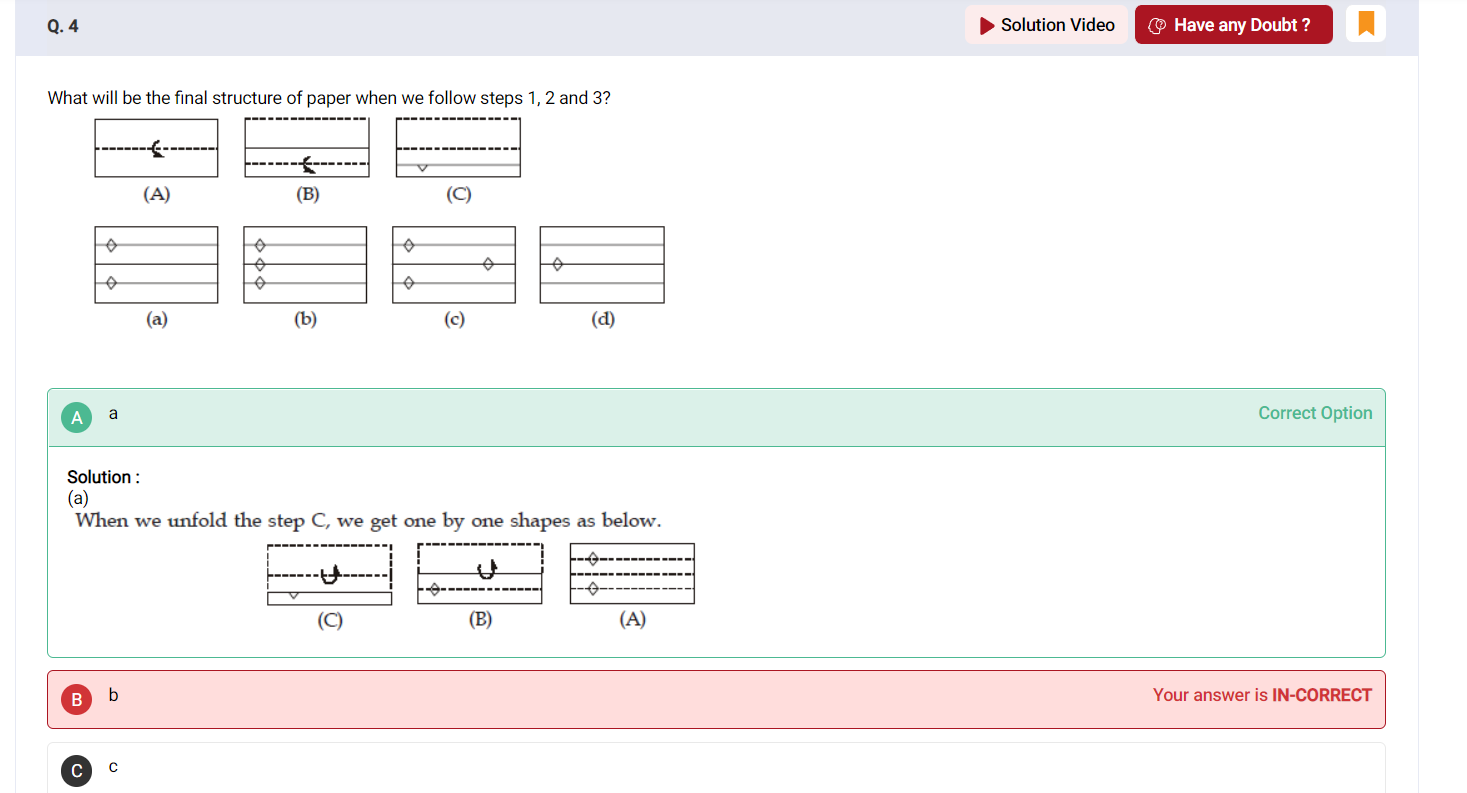 Q. 4
Solution Video
Have any Doubt ?
What will be the final structure of paper when we follow steps 1, 2 and 3?
(A) (B) (C)
(a) (b) (c) (d)
A a Correct Option
Solution :
(a)
When we unfold the step C, we get one by one shapes as below.
(C) (B) (A)
B b Your answer is IN-CORRECT
C c